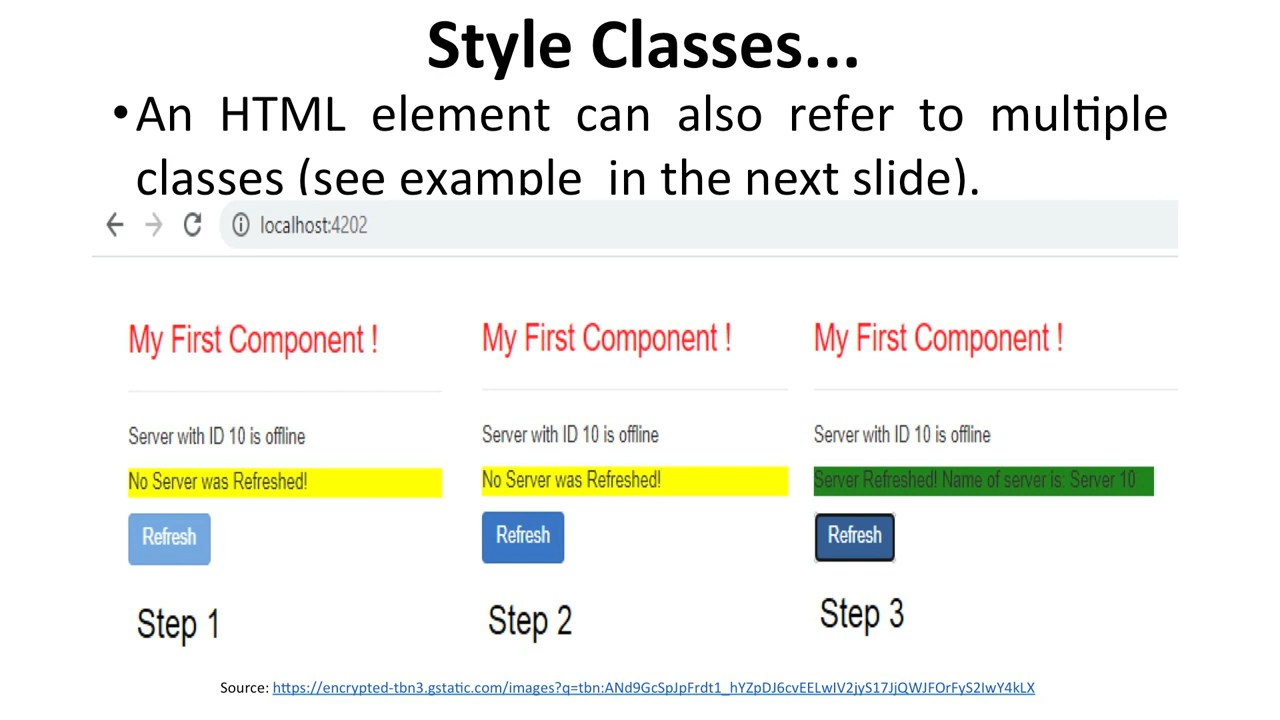 Style Classes...
•An HTML element can also refer to multiple
classes (see example in the next slide).
localhost:4202
My First Component !
Server with ID 10 is offline
No Server was Refreshed!
Refresh
Step 1
My First Component !
Server with ID 10 is offline
No Server was Refreshed!
Refresh
Step 2
My First Component !
Server with ID 10 is offline
Server Refreshed! Name of server is: Server 10
Refresh
Step 3
Source: https://encrypted-tbn3.gstatic.com/images?q=tbn:ANd9GcSpJpFrdt1_hYZpDJ6cvEELwIV2jyS17JjQWJFOrFyS2IwY4kLX